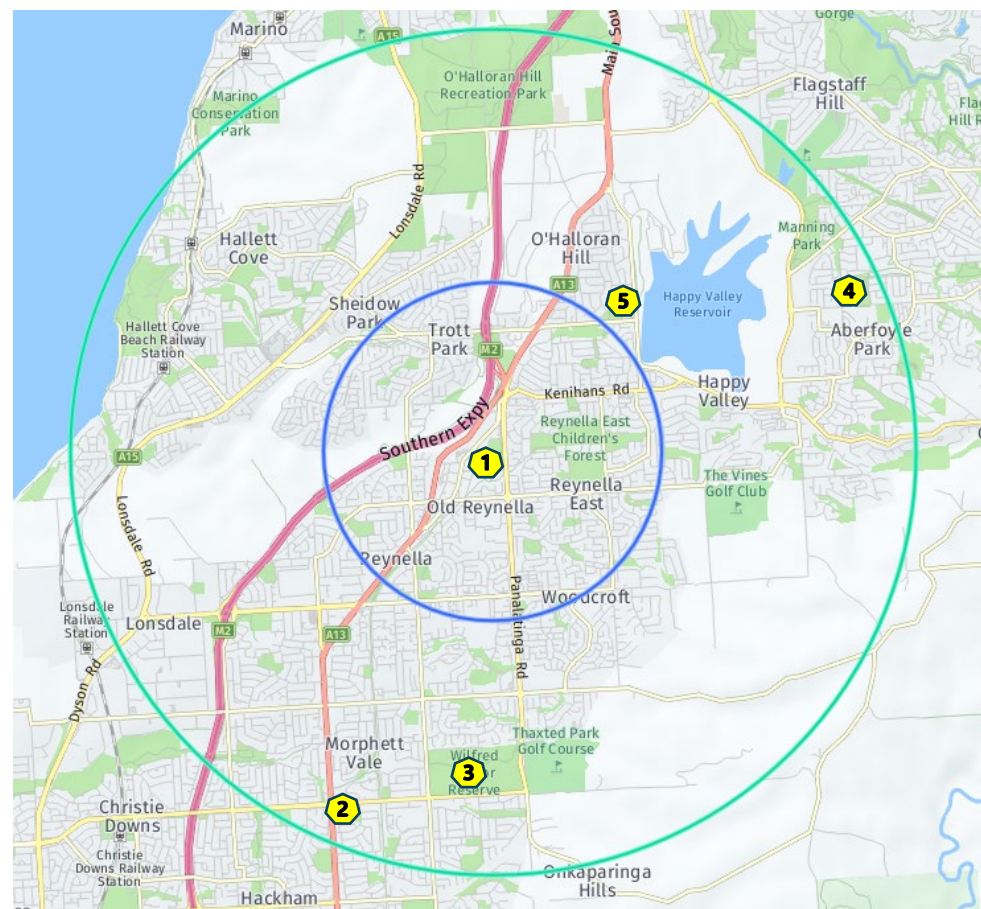 Marino
A15
Gorge
Mai
Sou
O'Halloran Hill
Recreation Park
Flagstaff
Hill
Marino
Conservation
Park
Hill R
Lonsdale Rd
Hallett
Cove
O'Halloran
Hill
Manning
Park
A13
5
4
Happy Valley
Reservoir
Sheidow
Park
Trott
Park
M2
Hallett Cove
Beach Railway
Station
Aberfoyle
Park
Kenihans Rd
Happy
Valley
Southern Expy
Reynella East
Children's
Forest
A15
1
The Vines
Golf Club
Reynella
East
Old Reynella
Lonsdale Rd
Reynella
Panalatinga Rd
Woodcroft
Lonsdale
Railway
Station
Lonsdale
M2
A13
Dyson Rd
Morphett
Vale
Thaxted Park
Golf Course
Wilfred
3
Reserve
2
Christie
Downs
Christie
Downs Railway
Station
Onkaparinga
Hills
Hackham